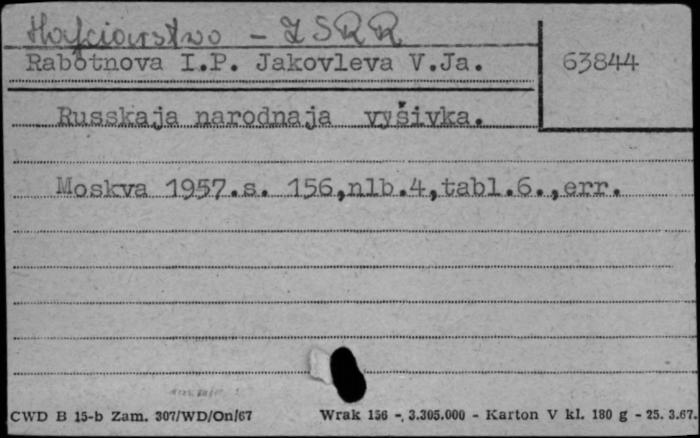 Hafciarstwo - ZSRR
Rabotnova I.P. Jakovleva V.Ja.
63844
Russkaja narodnaja vyšivka.
Moskva 1957.s. 156,nlb.4,tabl.6.,err.
CWD B 15-b Zam. 307/WD/On/67 Wrak 156 - 3.305.000 - Karton V kl. 180 g - 25. 3.67.